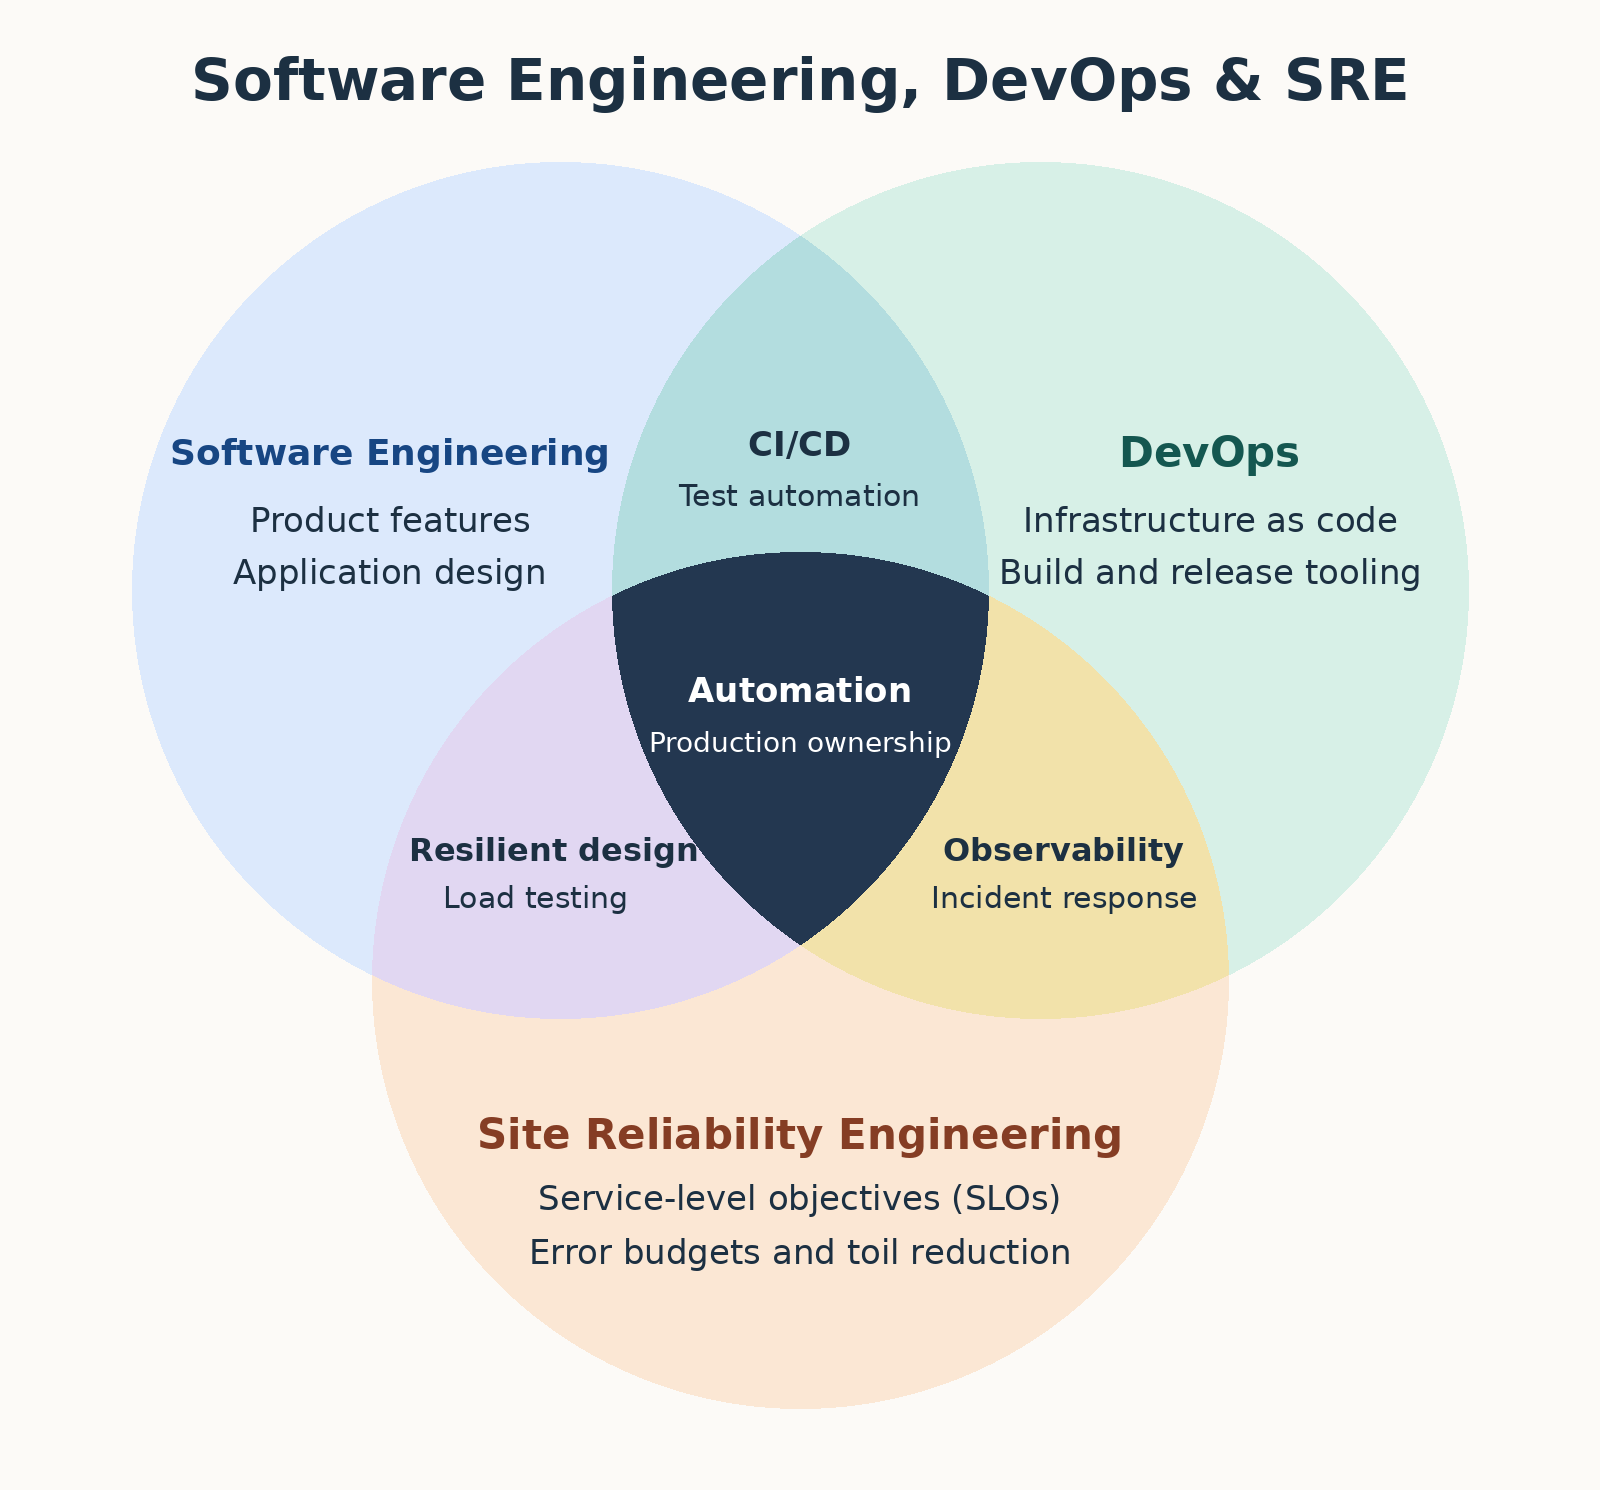 Software Engineering, DevOps & SRE
Software Engineering
Product features
Application design
CI/CD
Test automation
DevOps
Infrastructure as code
Build and release tooling
Automation
Production ownership
Resilient design
Load testing
Observability
Incident response
Site Reliability Engineering
Service-level objectives (SLOs)
Error budgets and toil reduction